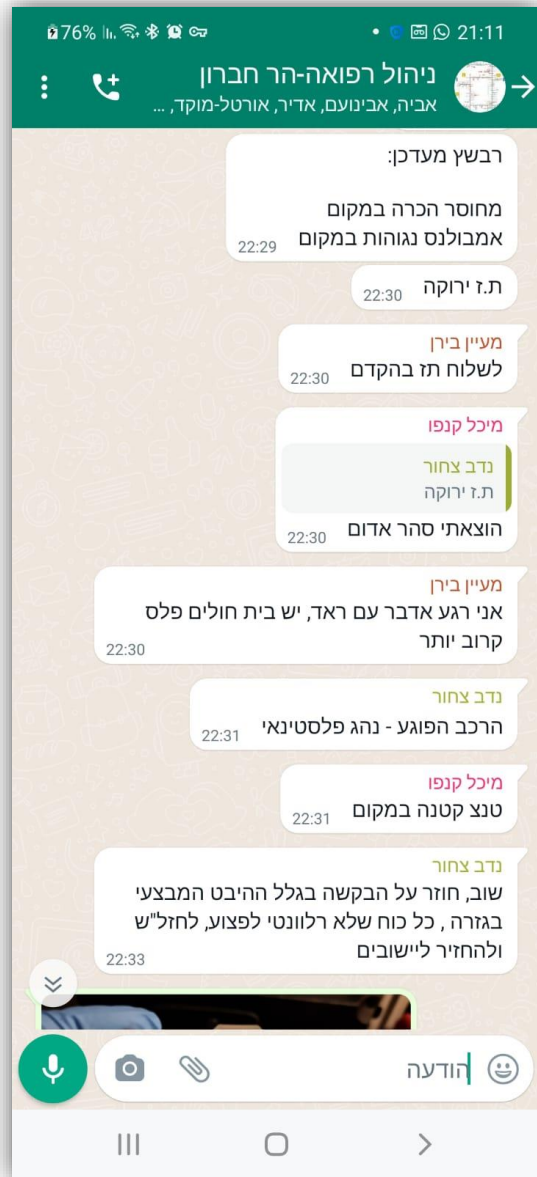 76% 21:11
ניהול רפואה-הר חברון
אביה, אבינועם, אדיר, אורטל-מוקד, ...
רבשץ מעדכן:
מחוסר הכרה במקום
אמבולנס נגוהות במקום 22:29
ת.ז ירוקה 22:30
מעיין בירן
לשלוח תז בהקדם 22:30
מיכל קנפו
נדב צחור
ת.ז ירוקה
הוצאתי סהר אדום 22:30
מעיין בירן
אני רגע אדבר עם ראד, יש בית חולים פלס
קרוב יותר 22:30
נדב צחור
הרכב הפוגע - נהג פלסטינאי 22:31
מיכל קנפו
טנצ קטנה במקום 22:31
נדב צחור
שוב, חוזר על הבקשה בגלל ההיבט המבצעי
בגזרה , כל כוח שלא רלוונטי לפצוע, לחזל"ש
ולהחזיר ליישובים 22:33
הודעה